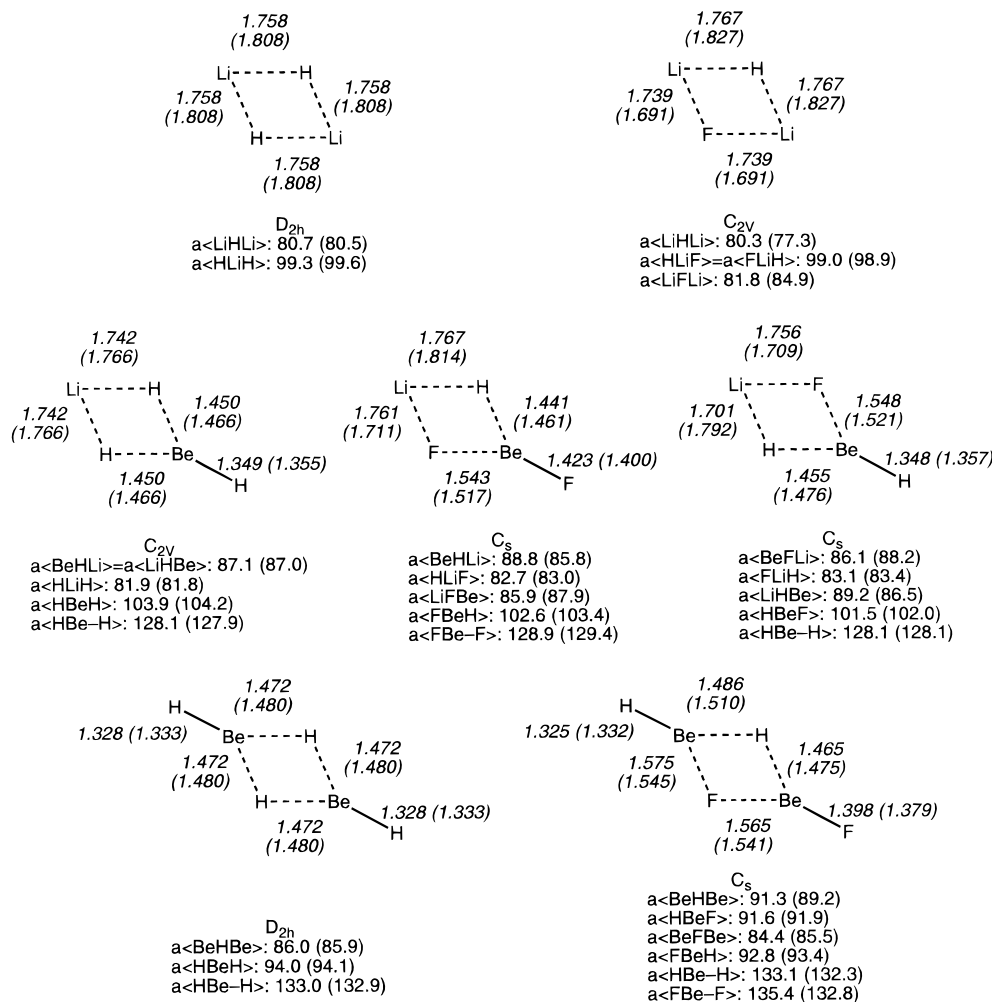 1.758
(1.808)
Li H
1.758
(1.808)
1.758
(1.808)
H Li
1.758
(1.808)
D2h
a<LiHLi>: 80.7 (80.5)
a<HLiH>: 99.3 (99.6)
1.767
(1.827)
Li H
1.739
(1.691)
1.767
(1.827)
F Li
1.739
(1.691)
C2V
a<LiHLi>: 80.3 (77.3)
a<HLiF>=a<FLiH>: 99.0 (98.9)
a<LiFLi>: 81.8 (84.9)
1.742
(1.766)
Li H
1.742
(1.766)
1.450
(1.466)
H Be
1.349 (1.355)
H
1.450
(1.466)
C2V
a<BeHLi>=a<LiHBe>: 87.1 (87.0)
a<HLiH>: 81.9 (81.8)
a<HBeH>: 103.9 (104.2)
a<HBe–H>: 128.1 (127.9)
1.767
(1.814)
Li H
1.761
(1.711)
1.441
(1.461)
F Be
1.423 (1.400)
F
1.543
(1.517)
Cs
a<BeHLi>: 88.8 (85.8)
a<HLiF>: 82.7 (83.0)
a<LiFBe>: 85.9 (87.9)
a<FBeH>: 102.6 (103.4)
a<FBe–F>: 128.9 (129.4)
1.756
(1.709)
Li F
1.701
(1.792)
1.548
(1.521)
H Be
1.348 (1.357)
H
1.455
(1.476)
Cs
a<BeFLi>: 86.1 (88.2)
a<FLiH>: 83.1 (83.4)
a<LiHBe>: 89.2 (86.5)
a<HBeF>: 101.5 (102.0)
a<HBe–H>: 128.1 (128.1)
1.472
(1.480)
H
1.328 (1.333)
Be H
1.472
(1.480)
1.472
(1.480)
H Be
1.328 (1.333)
H
1.472
(1.480)
D2h
a<BeHBe>: 86.0 (85.9)
a<HBeH>: 94.0 (94.1)
a<HBe–H>: 133.0 (132.9)
1.486
(1.510)
H
1.325 (1.332)
Be H
1.575
(1.545)
1.465
(1.475)
F Be
1.398 (1.379)
F
1.565
(1.541)
Cs
a<BeHBe>: 91.3 (89.2)
a<HBeF>: 91.6 (91.9)
a<BeFBe>: 84.4 (85.5)
a<FBeH>: 92.8 (93.4)
a<HBe–H>: 133.1 (132.3)
a<FBe–F>: 135.4 (132.8)